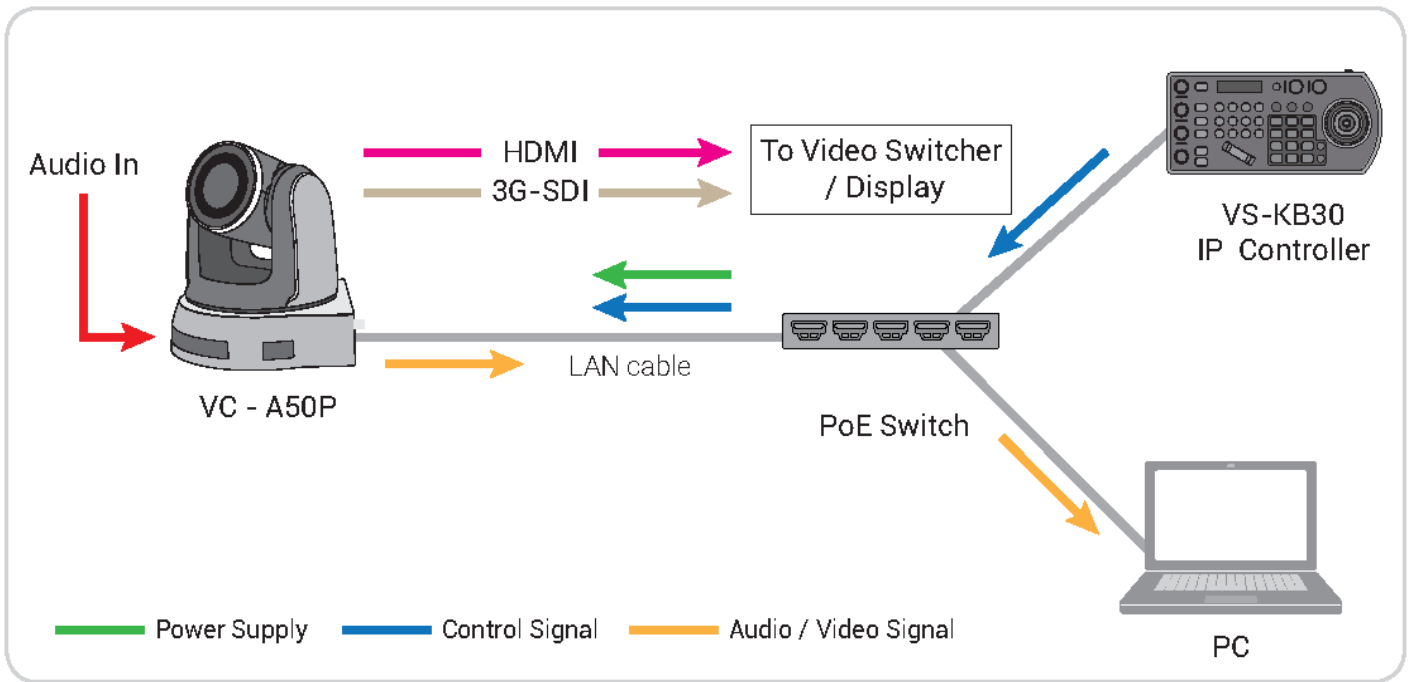 Audio In
HDMI
3G-SDI
To Video Switcher
/ Display
VS-KB30
IP Controller
LAN cable
VC - A50P
PoE Switch
Power Supply
Control Signal
Audio / Video Signal
PC